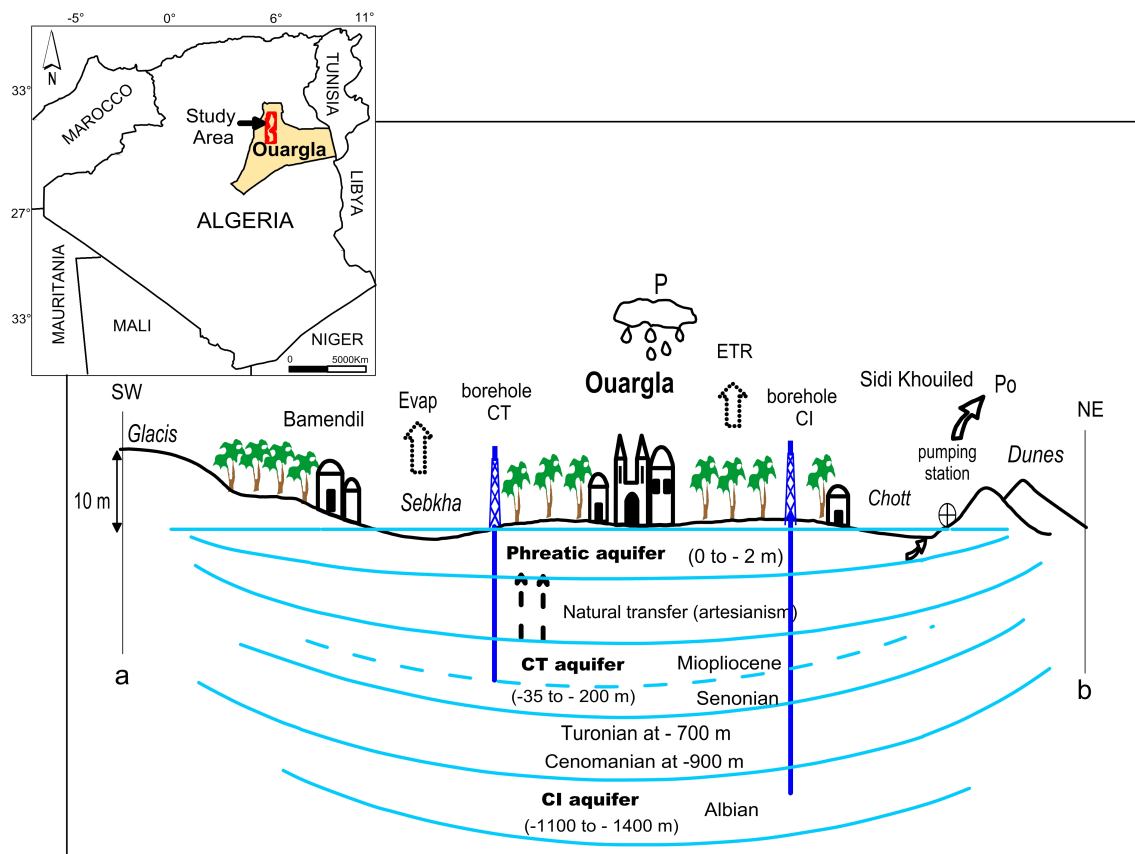 -5°
0°
6°
11°
N
33°
27°
33°
MAROCCO
TUNISIA
Study
Area
Ouargla
LIBYA
ALGERIA
MAURITANIA
MALI
NIGER
0
5000Km
P
ETR
Ouargla
Sidi Khouiled
Po
SW
NE
borehole
CT
borehole
CI
Evap
Bamendil
Glacis
pumping
station
Dunes
10 m
Sebkha
Chott
Phreatic aquifer
(0 to - 2 m)
Natural transfer (artesianism)
CT aquifer
Miopliocene
(-35 to - 200 m)
Senonian
a
b
Turonian at - 700 m
Cenomanian at -900 m
CI aquifer
Albian
(-1100 to - 1400 m)